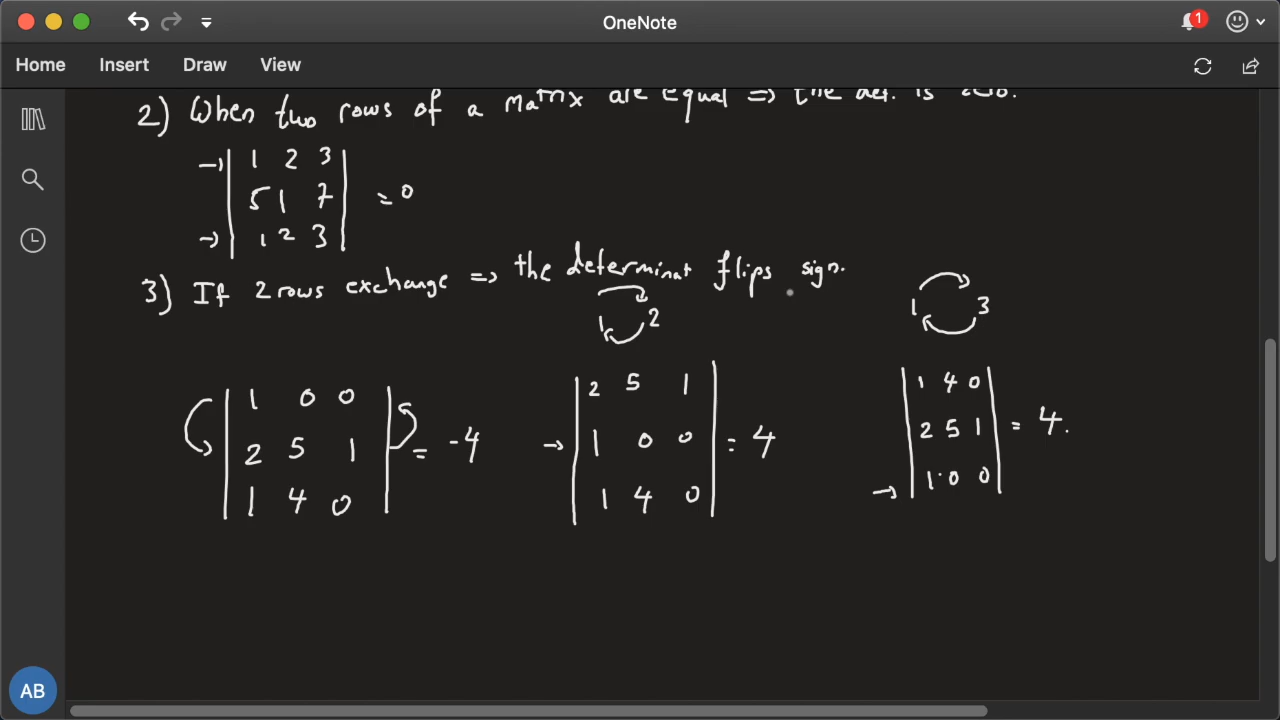 OneNote
1
Home Insert Draw View
2) When two rows of a matrix are equal => the det. is zero.
→ | 1 2 3 |
| 5 1 7 | = 0
→ | 1 2 3 |
3) If 2 rows exchange => the determinat flips sign.
1 2
1 3
| 1 0 0 |
| 2 5 1 | = -4
| 1 4 0 |
| 2 5 1 |
→ | 1 0 0 | = 4
| 1 4 0 |
| 1 4 0 |
| 2 5 1 | = 4.
→ | 1 0 0 |
AB